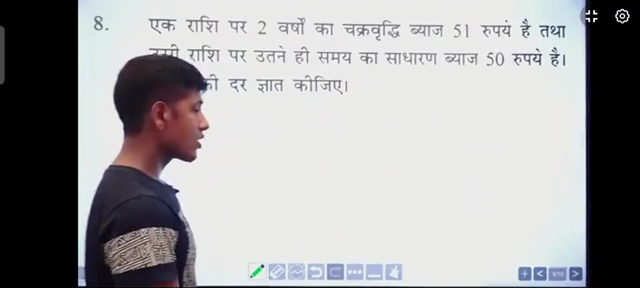 8. एक राशि पर 2 वर्षों का चक्रवृद्धि ब्याज 51 रुपये है तथा
राशि पर उतने ही समय का साधारण ब्याज 50 रुपये है।
की दर ज्ञात कीजिए।